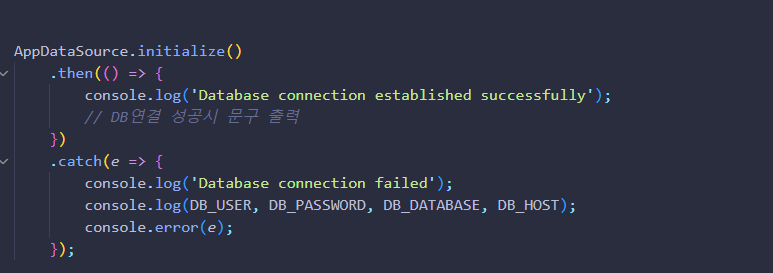 AppDataSource.initialize()
.then(() => {
console.log('Database connection established successfully');
// DB연결 성공시 문구 출력
})
.catch(e => {
console.log('Database connection failed');
console.log(DB_USER, DB_PASSWORD, DB_DATABASE, DB_HOST);
console.error(e);
});